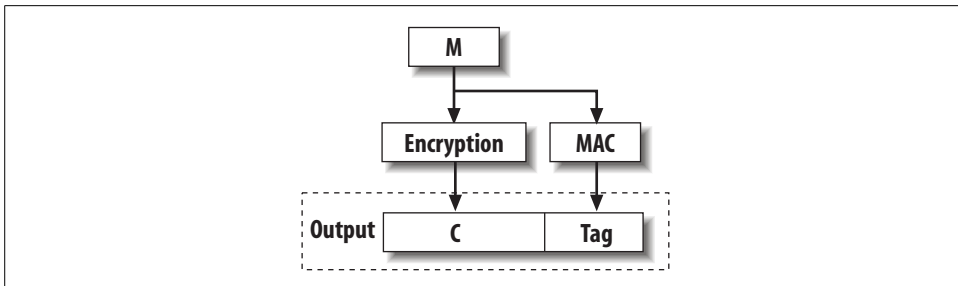 M
Encryption
MAC
Output
C
Tag